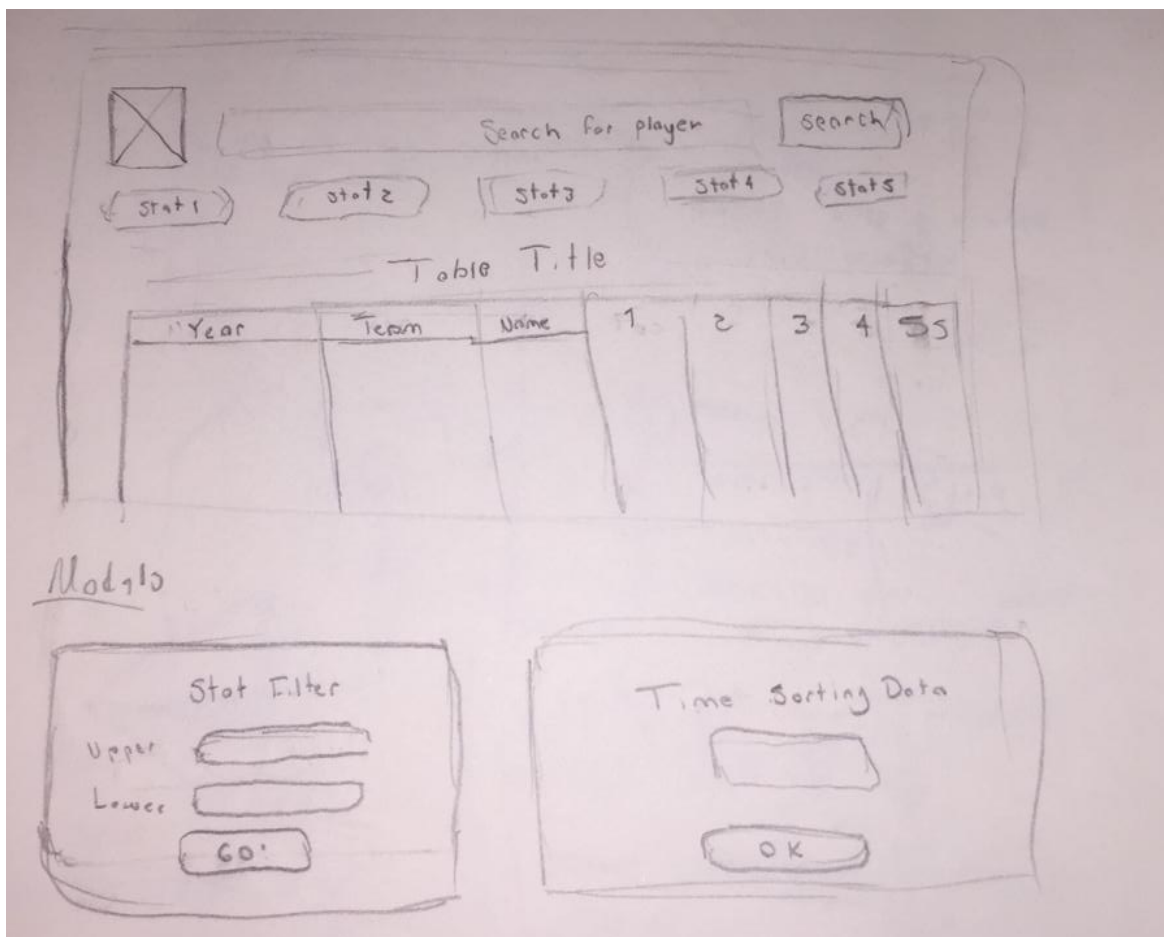 Search for player search
Stat 1 Stat 2 Stat 3 Stat 4 Stat 5
Table Title
Year Team Name 1 2 3 4 5
Modals
Stat Filter
Upper
Lower
GO!
Time Sorting Data
OK